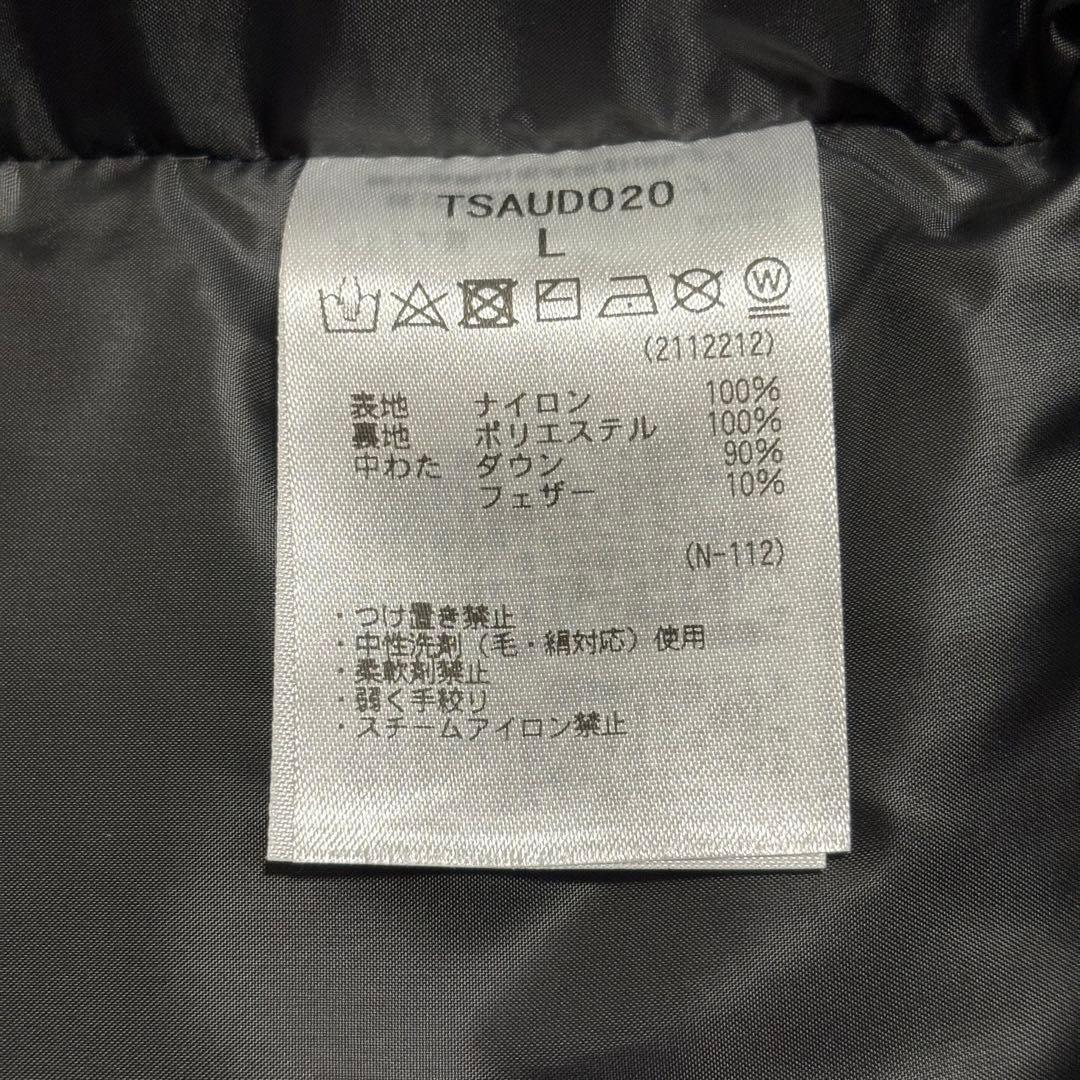 TSAUD020
L
W
(2112212)
表地 ナイロン 100%
裏地 ポリエステル 100%
中わた ダウン 90%
フェザー 10%
(N-112)
・つけ置き禁止
・中性洗剤（毛・絹対応）使用
・柔軟剤禁止
・弱く手絞り
・スチームアイロン禁止